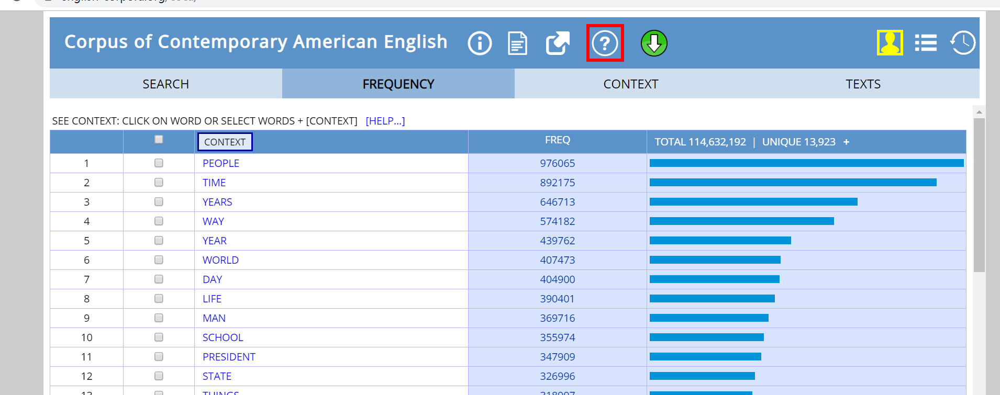 Corpus of Contemporary American English
SEARCH FREQUENCY CONTEXT TEXTS
SEE CONTEXT: CLICK ON WORD OR SELECT WORDS + [CONTEXT] [HELP...]
CONTEXT FREQ TOTAL 114,632,192 | UNIQUE 13,923 +
1 PEOPLE 976065
2 TIME 892175
3 YEARS 646713
4 WAY 574182
5 YEAR 439762
6 WORLD 407473
7 DAY 404900
8 LIFE 390401
9 MAN 369716
10 SCHOOL 355974
11 PRESIDENT 347909
12 STATE 326996
13 THINGS 318997